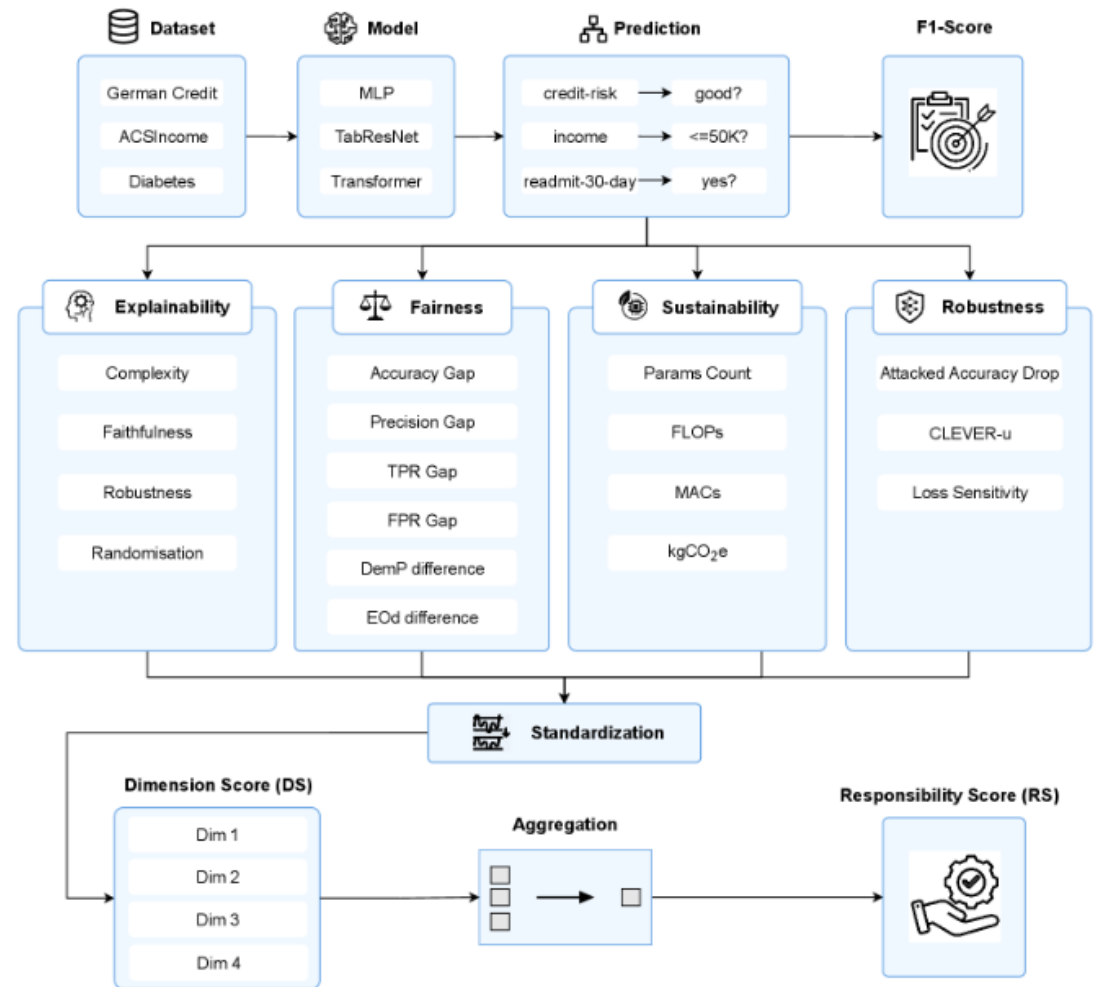 Dataset
Model
Prediction
F1-Score
German Credit
ACSIncome
Diabetes
MLP
TabResNet
Transformer
credit-risk
good?
income
<=50K?
readmit-30-day
yes?
Explainability
Complexity
Faithfulness
Robustness
Randomisation
Fairness
Accuracy Gap
Precision Gap
TPR Gap
FPR Gap
DemP difference
EOd difference
Sustainability
Params Count
FLOPs
MACs
kgCO₂e
Robustness
Attacked Accuracy Drop
CLEVER-u
Loss Sensitivity
Standardization
Dimension Score (DS)
Dim 1
Dim 2
Dim 3
Dim 4
Aggregation
Responsibility Score (RS)